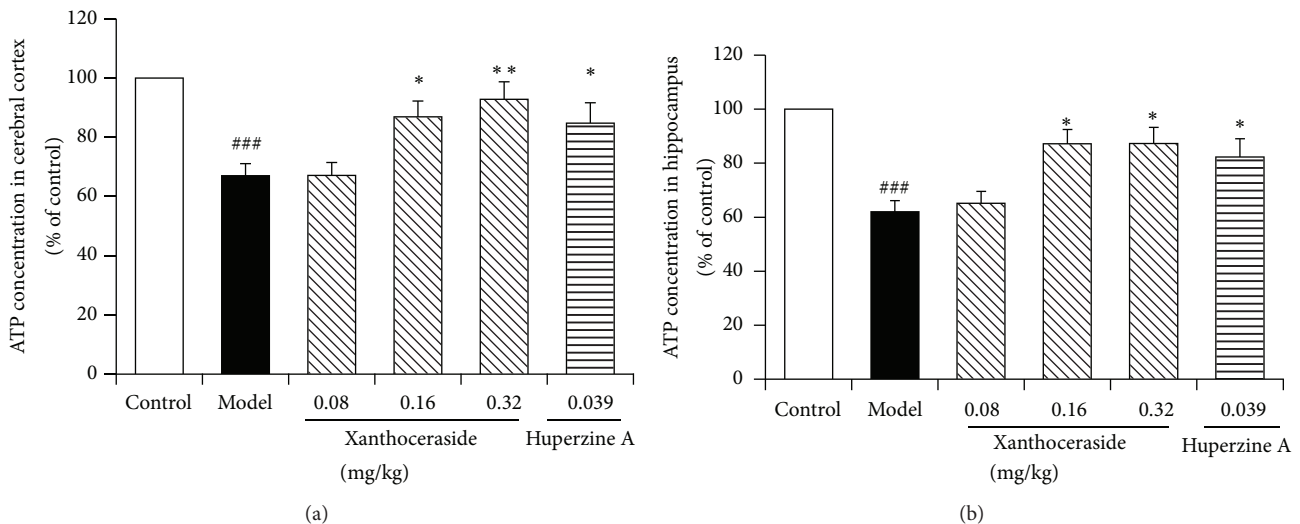 ATP concentration in cerebral cortex
(% of control)
120
100
80
60
40
20
0
###
*
**
*
Control Model 0.08 0.16 0.32 0.039
Xanthoceraside Huperzine A
(mg/kg)
(a)
ATP concentration in hippocampus
(% of control)
120
100
80
60
40
20
0
###
*
*
*
Control Model 0.08 0.16 0.32 0.039
Xanthoceraside Huperzine A
(mg/kg)
(b)